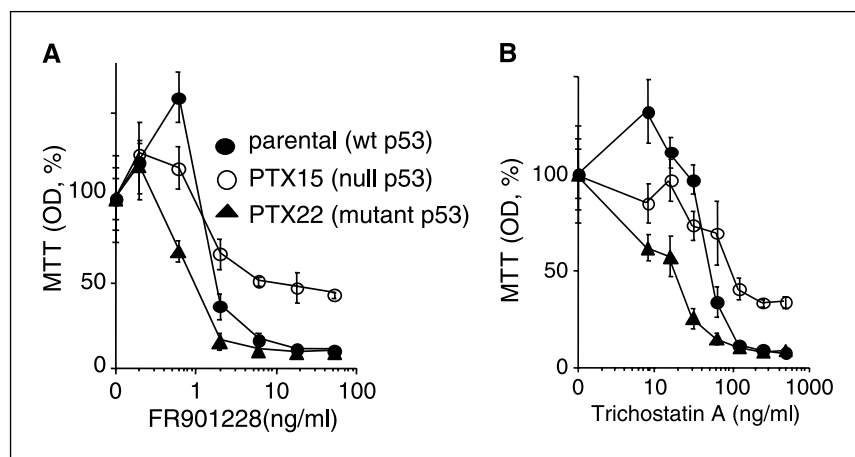 A
MTT (OD, %)
100
50
0
parental (wt p53)
PTX15 (null p53)
PTX22 (mutant p53)
0 1 10 100
FR901228(ng/ml)
B
MTT (OD, %)
100
50
0
0 10 100 1000
Trichostatin A (ng/ml)